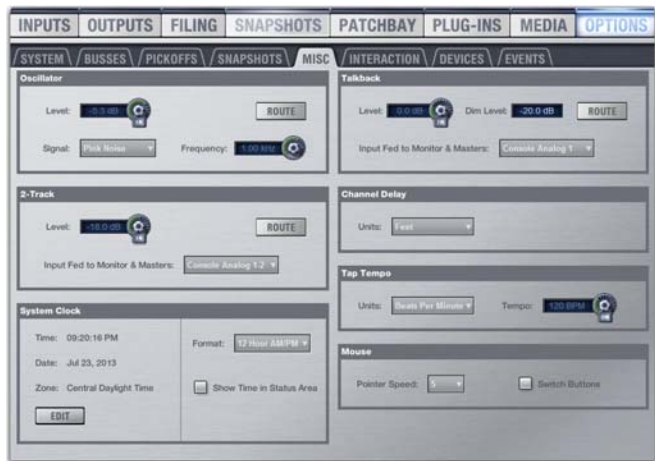 INPUTS OUTPUTS FILING SNAPSHOTS PATCHBAY PLUG-INS MEDIA OPTIONS
SYSTEM BUSSES PICKOFFS SNAPSHOTS MISC INTERACTION DEVICES EVENTS
Oscillator
Level: dB
ROUTE
Signal: Pink Noise
Frequency: 1.00 kHz
2-Track
Level: -18.0 dB
ROUTE
Input Fed to Monitor & Masters: Console Analog 1-2
System Clock
Time: 09:20:16 PM
Date: Jul 23, 2013
Zone: Central Daylight Time
EDIT
Format: 12 Hour AM/PM
Show Time in Status Area
Talkback
Level: 0.0 dB
Dim Level: -20.0 dB
ROUTE
Input Fed to Monitor & Masters: Console Analog 1
Channel Delay
Units: Feet
Tap Tempo
Units: Beats Per Minute
Tempo: 120 BPM
Mouse
Pointer Speed: 5
Switch Buttons